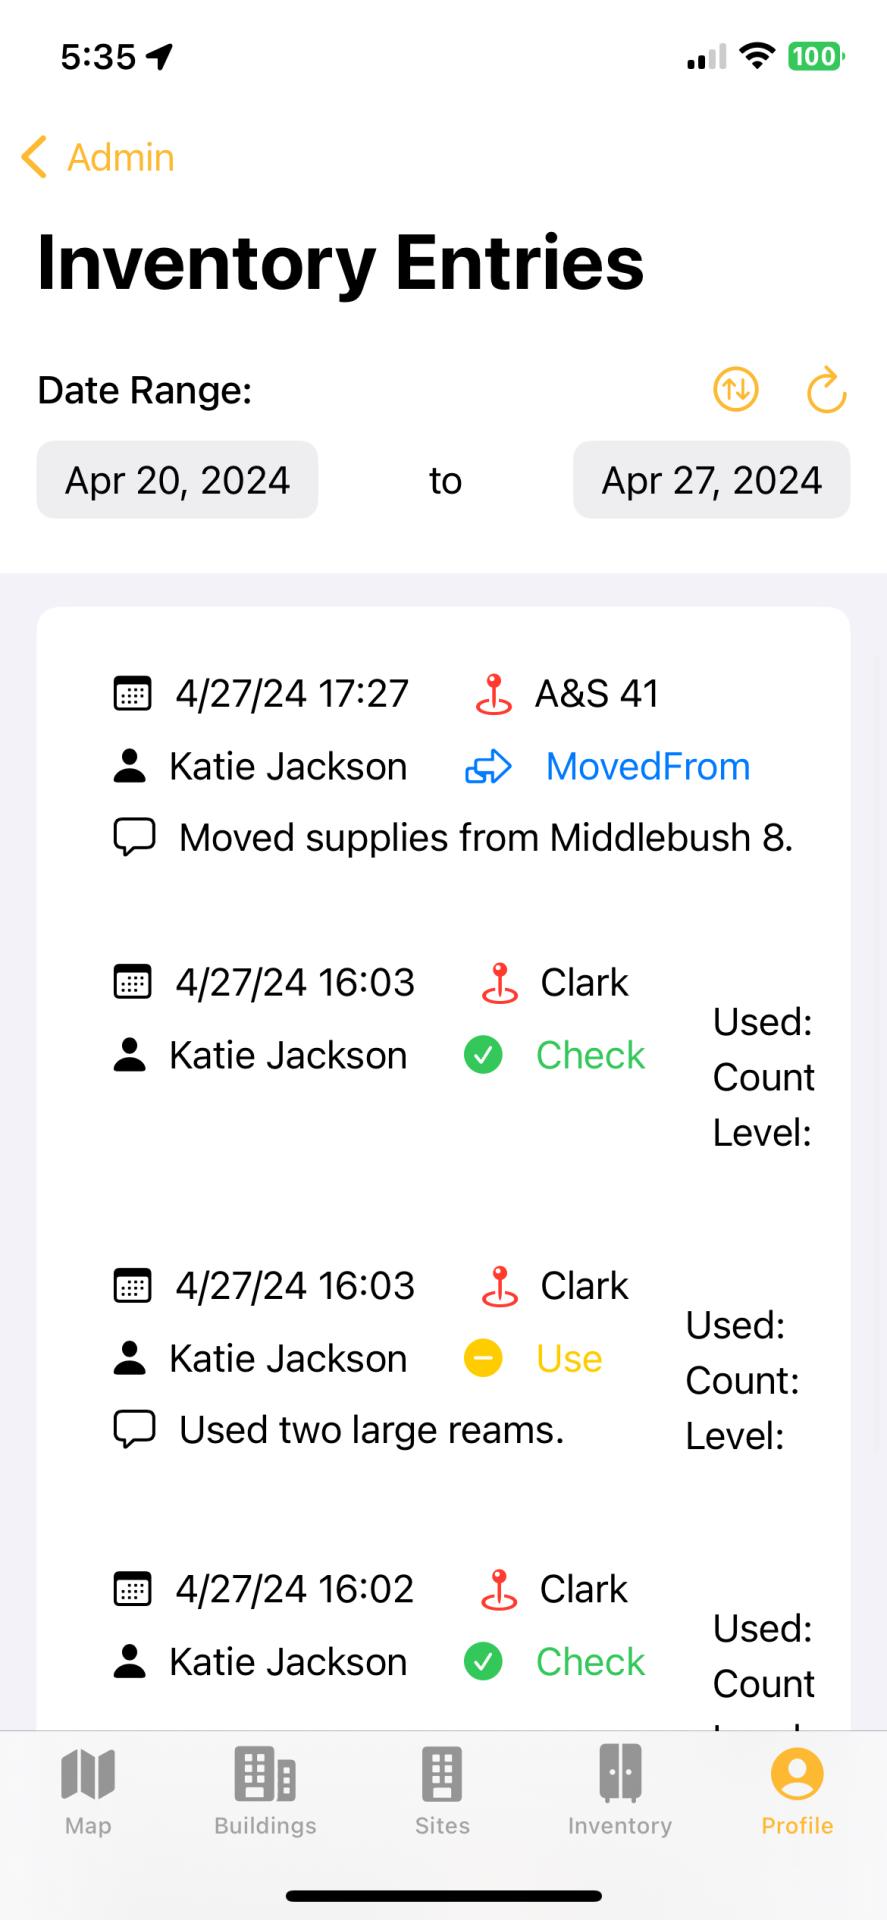 5:35
100
Admin
Inventory Entries
Date Range:
Apr 20, 2024 to Apr 27, 2024
4/27/24 17:27 A&S 41
Katie Jackson MovedFrom
Moved supplies from Middlebush 8.
4/27/24 16:03 Clark
Used:
Katie Jackson Check
Count
Level:
4/27/24 16:03 Clark
Used:
Katie Jackson Use
Count:
Used two large reams.
Level:
4/27/24 16:02 Clark
Used:
Katie Jackson Check
Count
Map Buildings Sites Inventory Profile